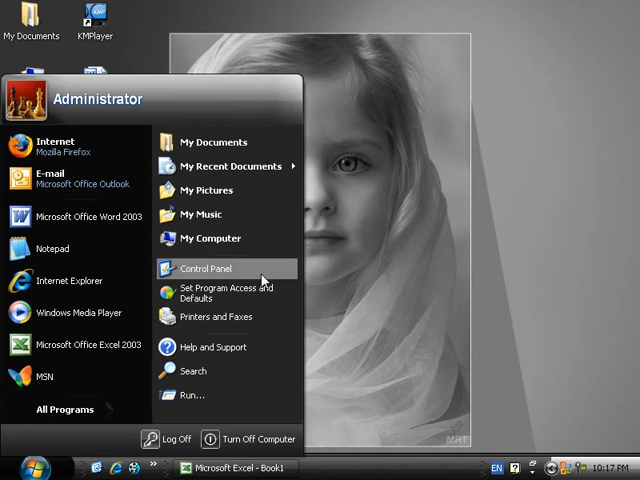 My Documents
KMPlayer
Administrator
Internet
Mozilla Firefox
E-mail
Microsoft Office Outlook
Microsoft Office Word 2003
Notepad
Internet Explorer
Windows Media Player
Microsoft Office Excel 2003
MSN
All Programs
My Documents
My Recent Documents
My Pictures
My Music
My Computer
Control Panel
Set Program Access and
Defaults
Printers and Faxes
Help and Support
Search
Run...
Log Off
Turn Off Computer
MRT
Microsoft Excel - Book1
EN
10:17 PM